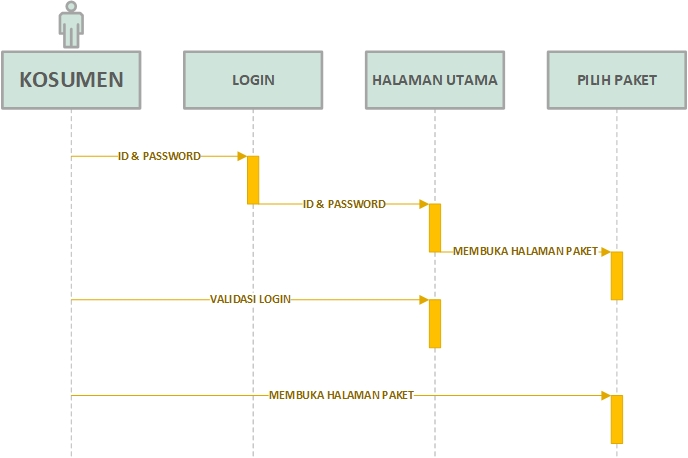 KOSUMEN
LOGIN
HALAMAN UTAMA
PILIH PAKET
ID & PASSWORD
ID & PASSWORD
MEMBUKA HALAMAN PAKET
VALIDASI LOGIN
MEMBUKA HALAMAN PAKET